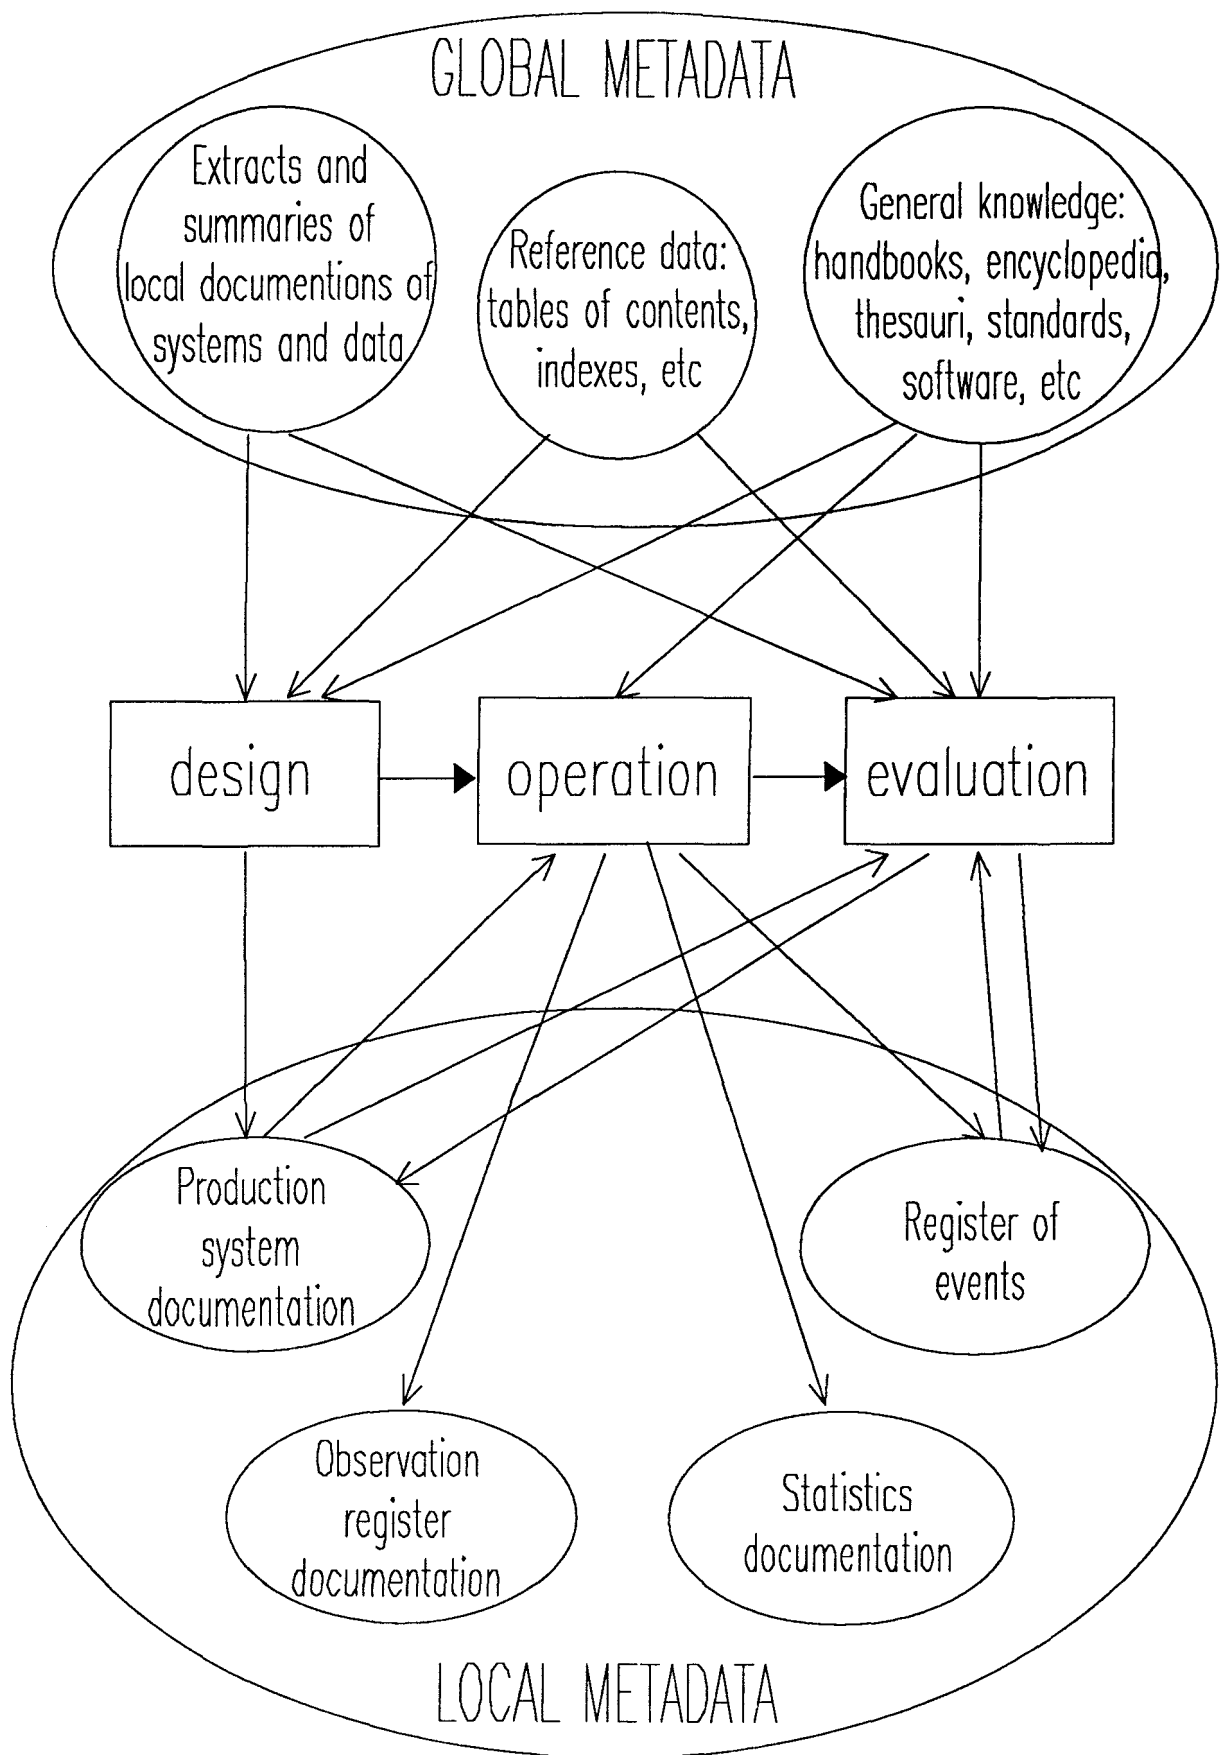 GLOBAL METADATA
Extracts and
summaries of
local documentions of
systems and data
Reference data:
tables of contents,
indexes, etc
General knowledge:
handbooks, encyclopedia,
thesauri, standards,
software, etc
design
operation
evaluation
Production
system
documentation
Register of
events
Observation
register
documentation
Statistics
documentation
LOCAL METADATA